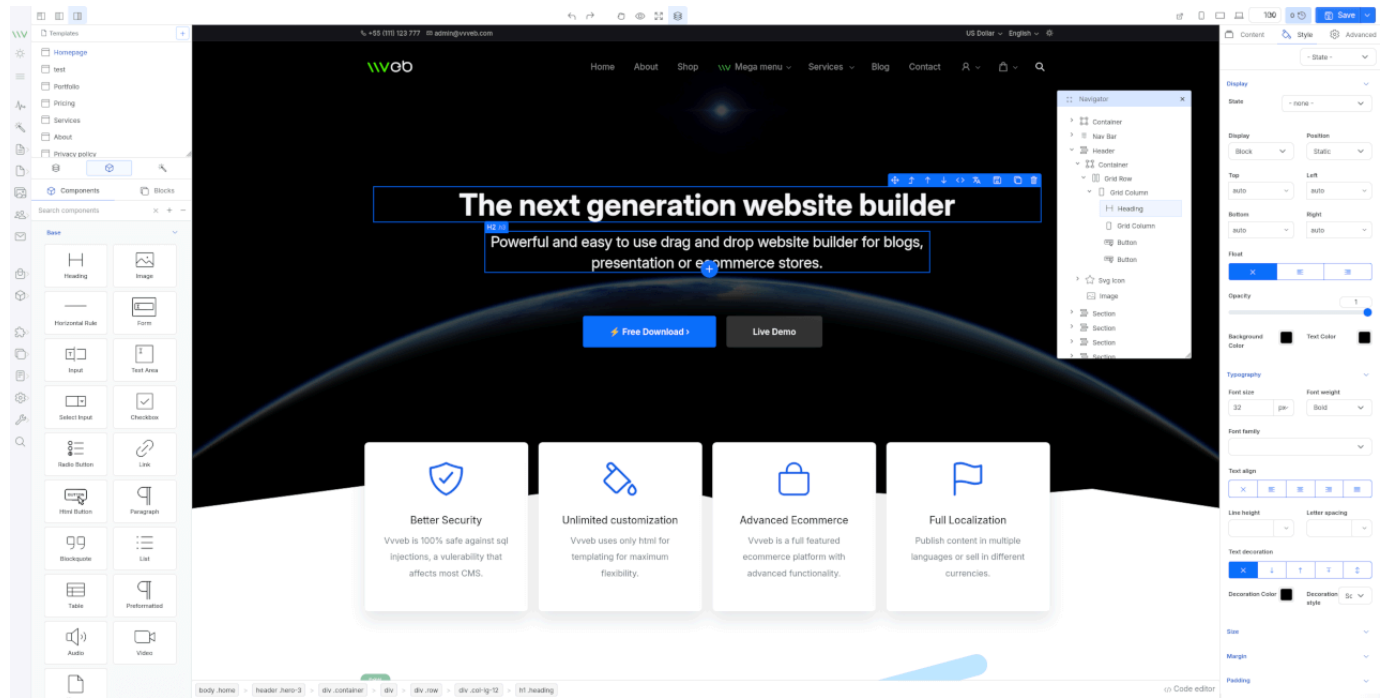 100
0
Save
Templates
Homepage
test
Portfolio
Pricing
Services
About
Privacy policy
Components
Blocks
Search components
Base
Heading
Image
Horizontal Rule
Form
Input
Text Area
Select Input
Checkbox
Radio Button
Link
Html Button
Paragraph
Blockquote
List
Table
Preformatted
Audio
Video
+55 (111) 123 777
admin@vvveb.com
US Dollar
English
vvveb
Home
About
Shop
Mega menu
Services
Blog
Contact
The next generation website builder
H2
Powerful and easy to use drag and drop website builder for blogs,
presentation or ecommerce stores.
Free Download ›
Live Demo
Better Security
Vvveb is 100% safe against sql
injections, a vulerability that
affects most CMS.
Unlimited customization
Vvveb uses only html for
templating for maximum
flexibility.
Advanced Ecommerce
Vvveb is a full featured
ecommerce platform with
advanced functionality.
Full Localization
Publish content in multiple
languages or sell in different
currencies.
Navigator
Container
Nav Bar
Header
Container
Grid Row
Grid Column
Heading
Grid Column
Button
Button
Svg Icon
Image
Section
Section
Section
Section
body .home > header .hero-3 > div .container > div > div .row > div .col-lg-12 > h1 .heading
</> Code editor
Content
Style
Advanced
- State -
Display
State
- none -
Display
Position
Block
Static
Top
Left
auto
auto
Bottom
Right
auto
auto
Float
Opacity
1
Background
Color
Text Color
Typography
Font size
Font weight
32
px
Bold
Font family
Text align
Line height
Letter spacing
Text decoration
Decoration Color
Decoration
style
Size
Margin
Padding